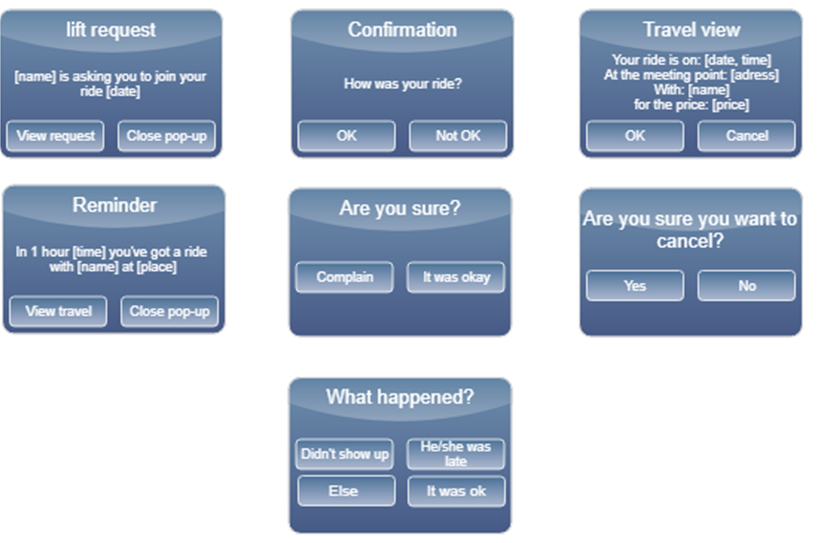 lift request
[name] is asking you to join your
ride [date]
View request
Close pop-up
Confirmation
How was your ride?
OK
Not OK
Travel view
Your ride is on: [date, time]
At the meeting point: [adress]
With: [name]
for the price: [price]
OK
Cancel
Reminder
In 1 hour [time] you've got a ride
with [name] at [place]
View travel
Close pop-up
Are you sure?
Complain
It was okay
Are you sure you want to
cancel?
Yes
No
What happened?
Didn't show up
He/she was
late
Else
It was ok